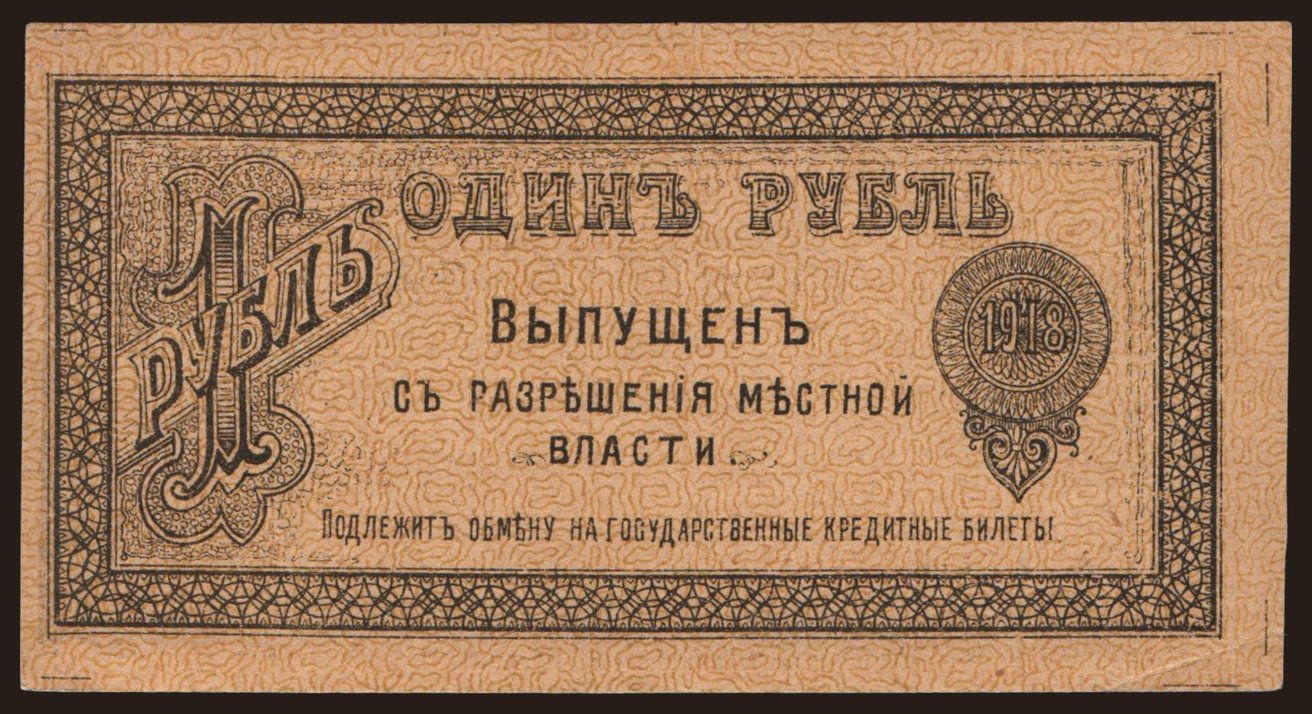 ОДИНЪ РУБЛЬ
1 РУБЛЬ
1918
ВЫПУЩЕНЪ
СЪ РАЗРѢШЕНІЯ МѢСТНОЙ
ВЛАСТИ
ПОДЛЕЖИТЪ ОБМѢНУ НА ГОСУДАРСТВЕННЫЕ КРЕДИТНЫЕ БИЛЕТЫ